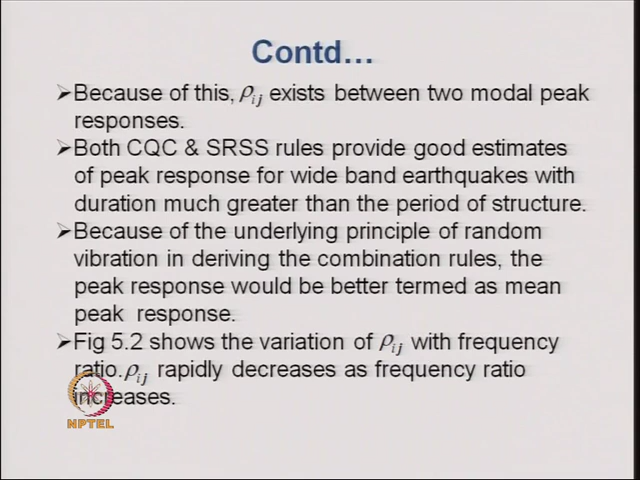 Contd...
➢Because of this, ρij exists between two modal peak
responses.
➢Both CQC & SRSS rules provide good estimates
of peak response for wide band earthquakes with
duration much greater than the period of structure.
➢Because of the underlying principle of random
vibration in deriving the combination rules, the
peak response would be better termed as mean
peak response.
➢Fig 5.2 shows the variation of ρij with frequency
ratio. ρij rapidly decreases as frequency ratio
increases.
NPTEL